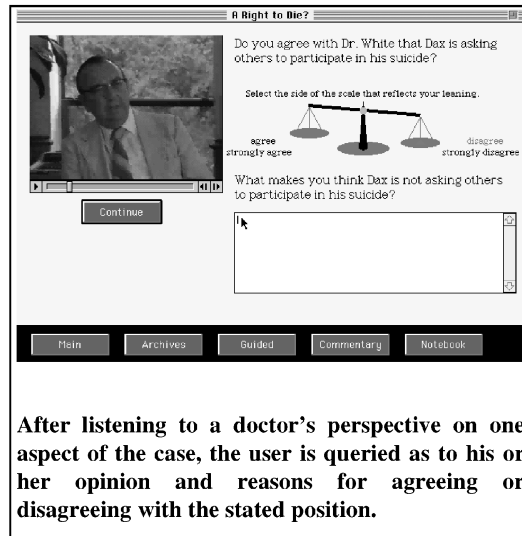 A Right to Die?
Do you agree with Dr. White that Dax is asking
others to participate in his suicide?
Select the side of the scale that reflects your leaning.
agree
strongly agree
disagree
strongly disagree
What makes you think Dax is not asking others
to participate in his suicide?
Continue
Main Archives Guided Commentary Notebook
After listening to a doctor's perspective on one
aspect of the case, the user is queried as to his or
her opinion and reasons for agreeing or
disagreeing with the stated position.